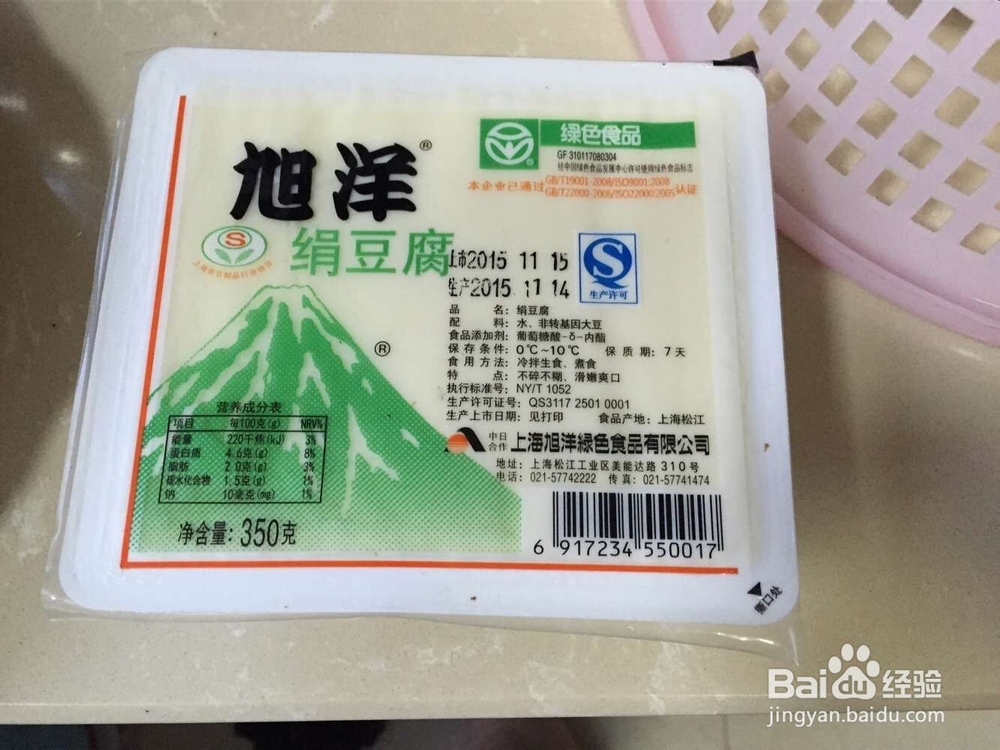 旭洋®
绢豆腐
S
上海市豆制品行业协会
®
绿色食品
GF 310117080304
经中国绿色食品发展中心许可使用绿色食品标志
本企业已通过 GB/T19001-2008/ISO9001:2008
GB/T22000-2006/ISO22000:2005 认证
上市2015 11 15
生产2015 11 14
S
生产许可
品 名：绢豆腐
配 料：水、非转基因大豆
食品添加剂：葡萄糖酸-δ-内酯
保存条件：0℃~10℃ 保质期：7天
食用方法：冷拌生食、煮食
特 点：不碎不糊、滑嫩爽口
执行标准号：NY/T 1052
生产许可证号：QS3117 2501 0001
生产上市日期：见打印 食品产地：上海松江
中日合作 上海旭洋緑色食品有限公司
地址：上海松江工业区美能达路310号
电话：021-57742222 传真：021-57741474
营养成分表
项目 每100克(g) NRV%
能量 220千焦(kJ) 3%
蛋白质 4.6克(g) 8%
脂肪 2.0克(g) 3%
碳水化合物 1.5克(g) 1%
钠 10毫克(mg) 1%
净含量：350克
6 917234 550017
撕口处
Baidu经验
jingyan.baidu.com